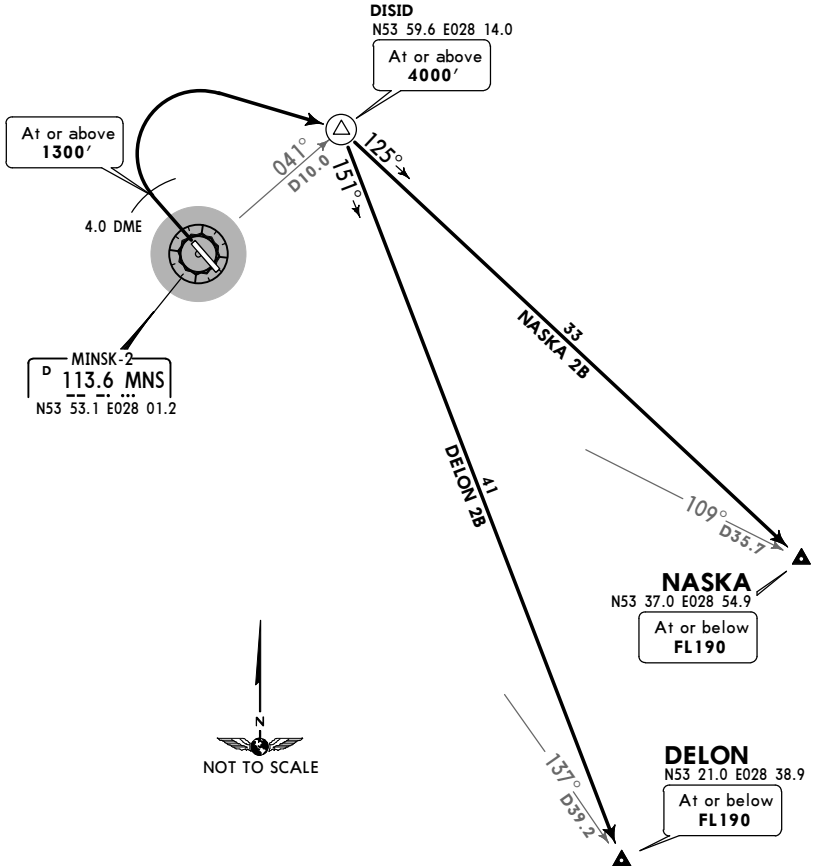 DISID
N53 59.6 E028 14.0
At or above
4000′
At or above
1300′
041°
D10.0
125°
151°
4.0 DME
MINSK-2
D 113.6 MNS
N53 53.1 E028 01.2
33
NASKA 2B
41
DELON 2B
109°
D35.7
NASKA
N53 37.0 E028 54.9
At or below
FL190
N
NOT TO SCALE
137°
D39.2
DELON
N53 21.0 E028 38.9
At or below
FL190